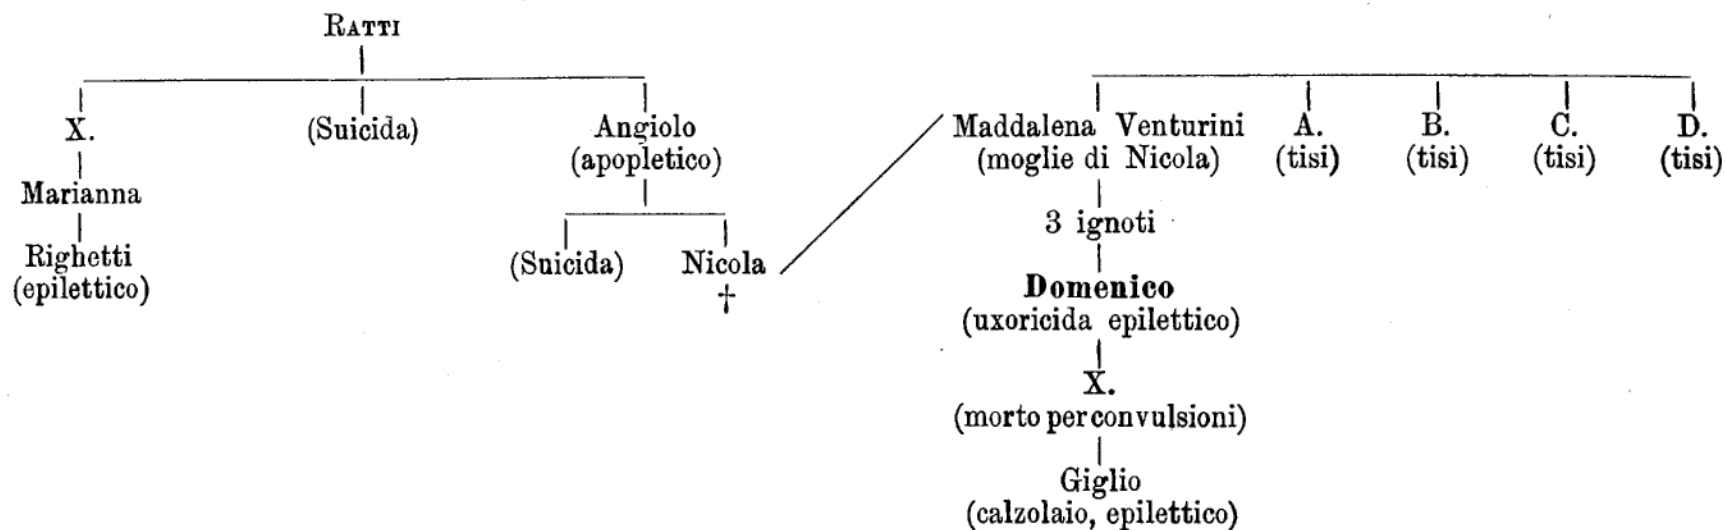 RATTI
X.
(Suicida)
Angiolo
(apopletico)
Marianna
Righetti
(epilettico)
(Suicida)
Nicola
†
Maddalena Venturini
(moglie di Nicola)
A.
(tisi)
B.
(tisi)
C.
(tisi)
D.
(tisi)
3 ignoti
Domenico
(uxoricida epilettico)
X.
(morto per convulsioni)
Giglio
(calzolaio, epilettico)